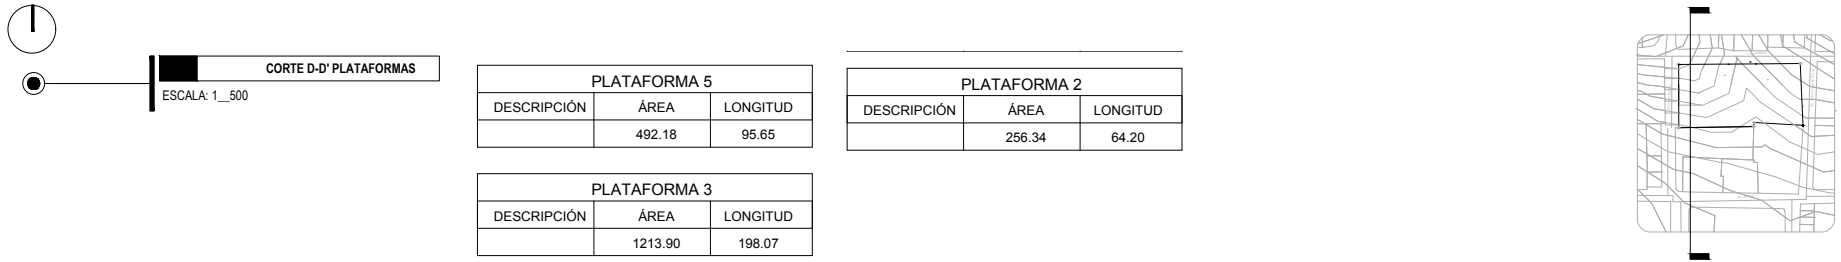 CORTE D-D' PLATAFORMAS
ESCALA: 1__500
PLATAFORMA 5
DESCRIPCIÓN ÁREA LONGITUD
492.18 95.65
PLATAFORMA 3
DESCRIPCIÓN ÁREA LONGITUD
1213.90 198.07
PLATAFORMA 2
DESCRIPCIÓN ÁREA LONGITUD
256.34 64.20